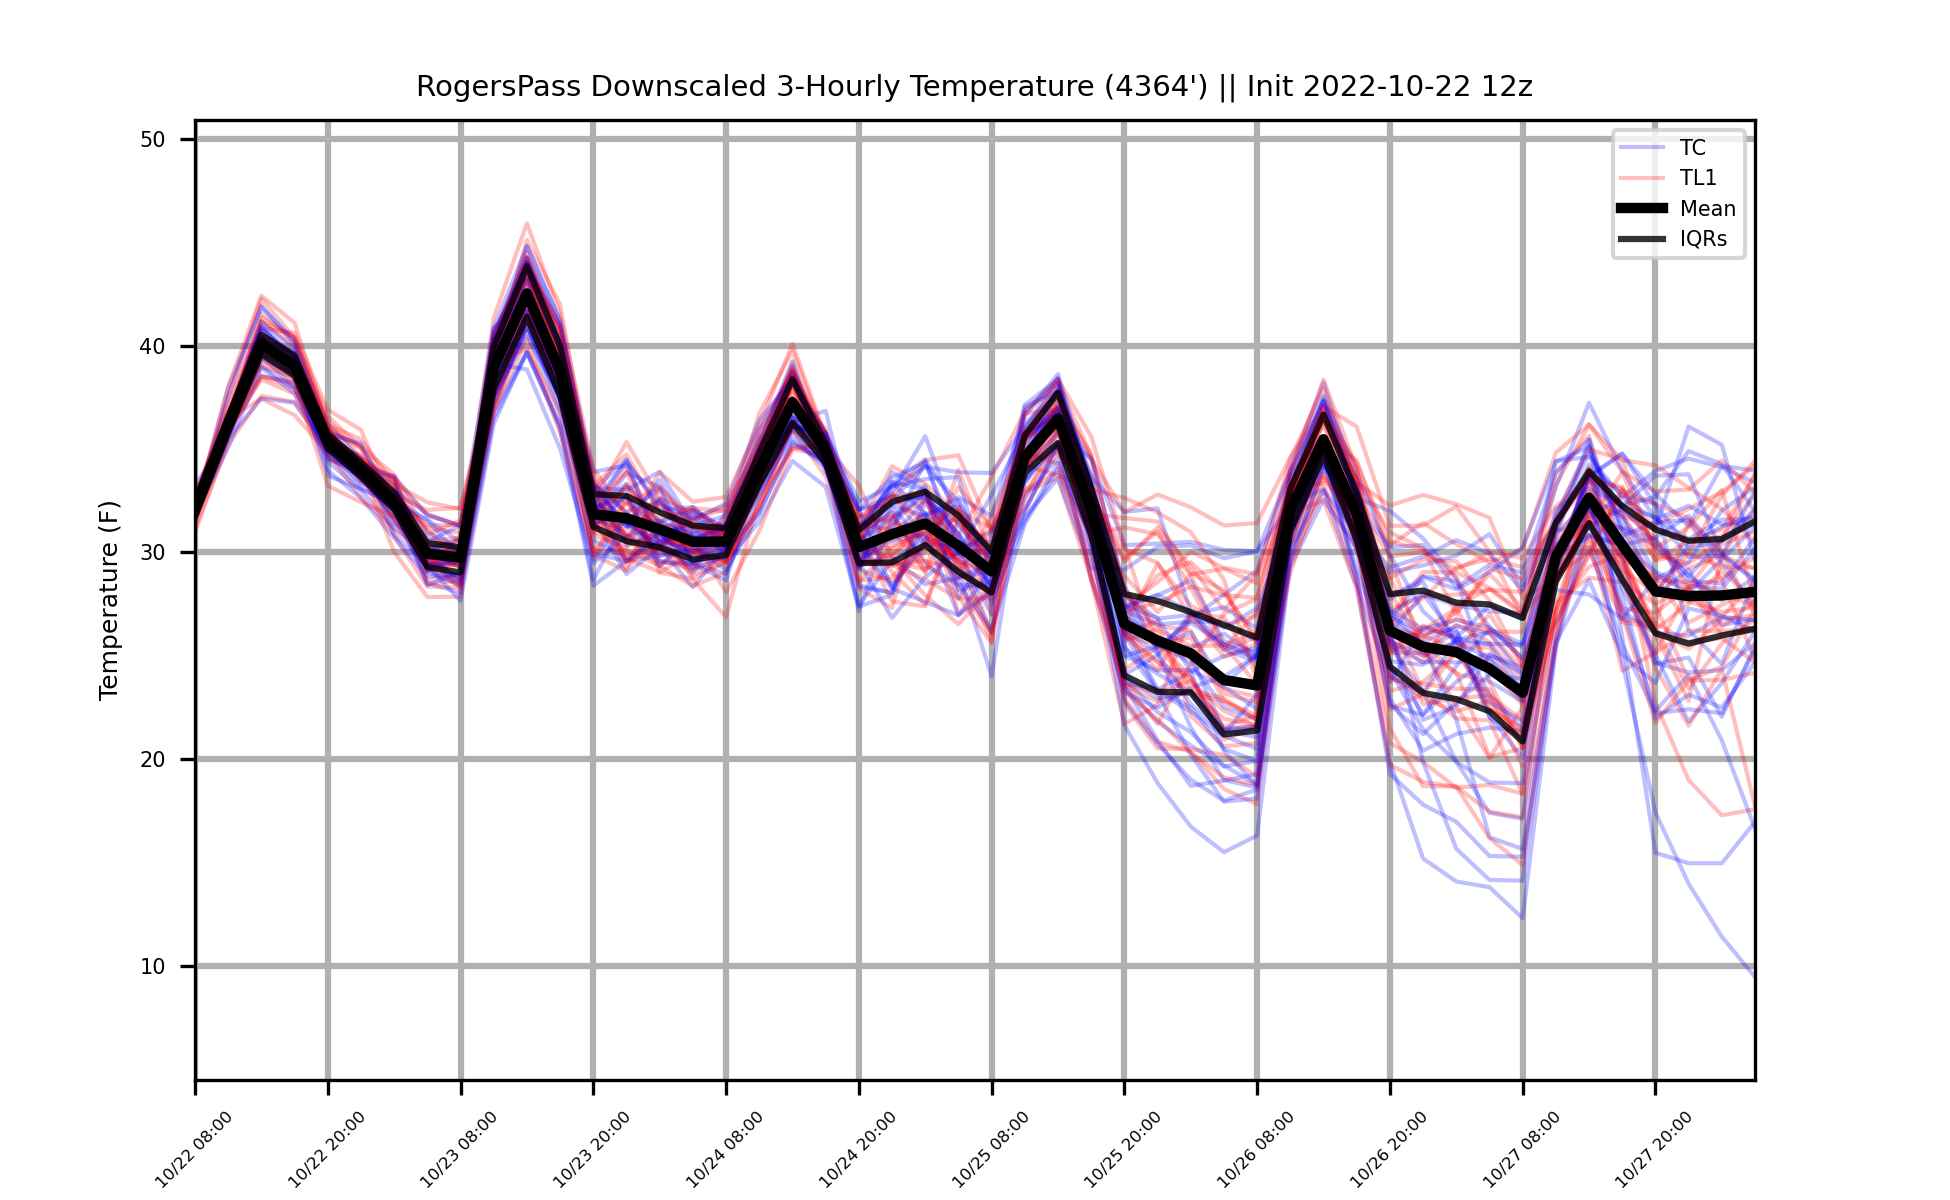 RogersPass Downscaled 3-Hourly Temperature (4364') || Init 2022-10-22 12z
TC
TL1
Mean
IQRs
Temperature (F)
50
40
30
20
10
10/22 08:00
10/22 20:00
10/23 08:00
10/23 20:00
10/24 08:00
10/24 20:00
10/25 08:00
10/25 20:00
10/26 08:00
10/26 20:00
10/27 08:00
10/27 20:00